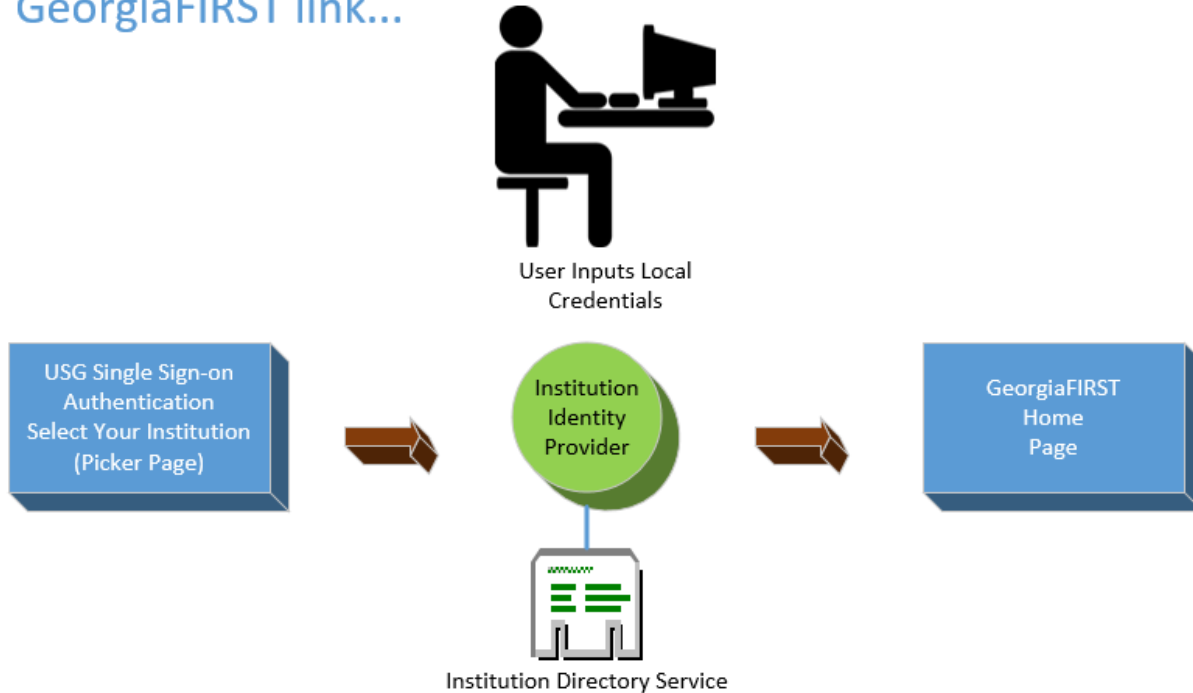 GeorgiaFIRST link...
User Inputs Local
Credentials
USG Single Sign-on
Authentication
Select Your Institution
(Picker Page)
Institution
Identity
Provider
GeorgiaFIRST
Home
Page
Institution Directory Service